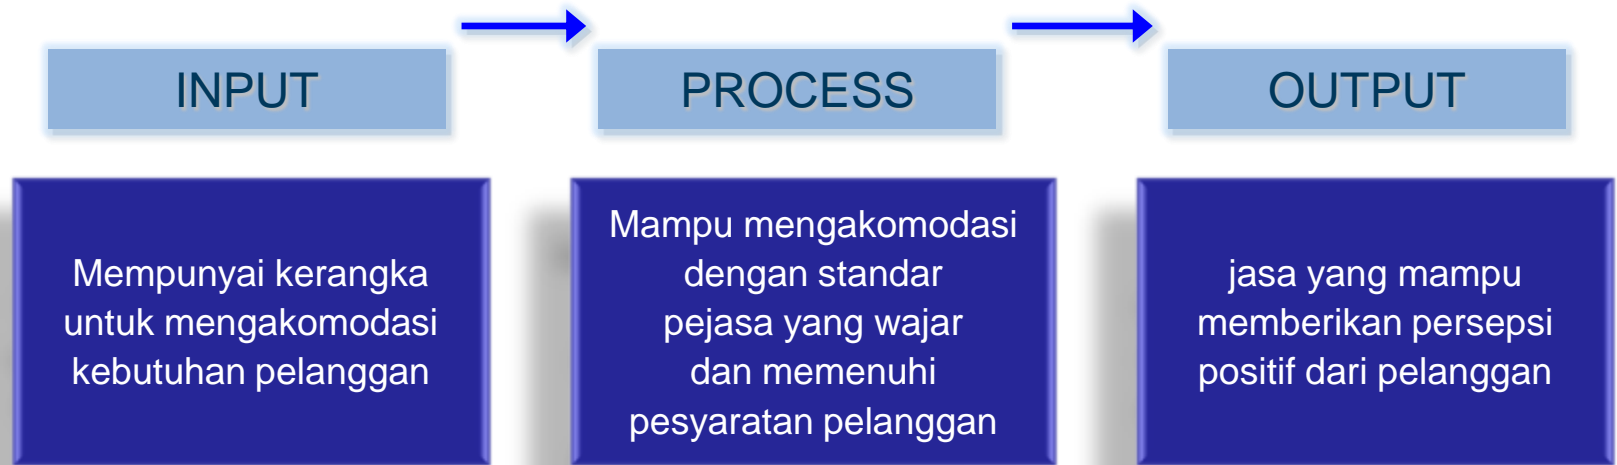 INPUT
PROCESS
OUTPUT
Mempunyai kerangka
untuk mengakomodasi
kebutuhan pelanggan
Mampu mengakomodasi
dengan standar
pejasa yang wajar
dan memenuhi
pesyaratan pelanggan
jasa yang mampu
memberikan persepsi
positif dari pelanggan